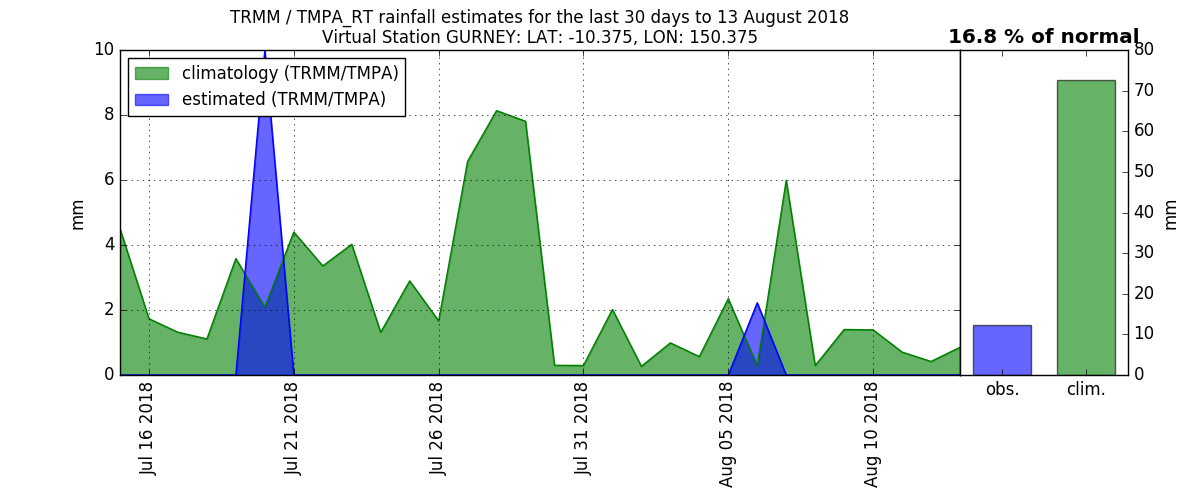 TRMM / TMPA_RT rainfall estimates for the last 30 days to 13 August 2018
Virtual Station GURNEY: LAT: -10.375, LON: 150.375
16.8 % of normal
climatology (TRMM/TMPA)
estimated (TRMM/TMPA)
10
8
6
4
2
0
mm
Jul 16 2018
Jul 21 2018
Jul 26 2018
Jul 31 2018
Aug 05 2018
Aug 10 2018
80
70
60
50
40
30
20
10
0
mm
obs.
clim.